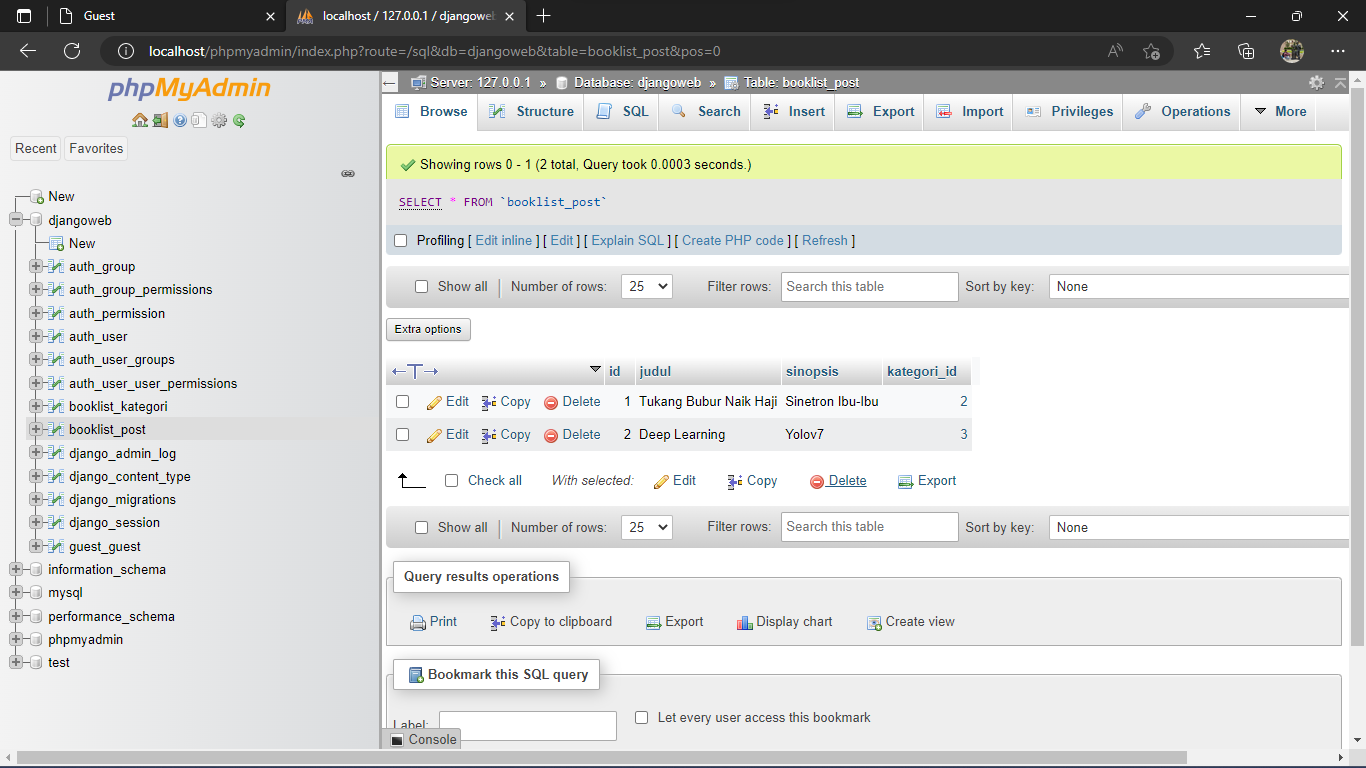 Guest
localhost / 127.0.0.1 / djangowe
localhost/phpmyadmin/index.php?route=/sql&db=djangoweb&table=booklist_post&pos=0
phpMyAdmin
Recent Favorites
New
djangoweb
New
auth_group
auth_group_permissions
auth_permission
auth_user
auth_user_groups
auth_user_user_permissions
booklist_kategori
booklist_post
django_admin_log
django_content_type
django_migrations
django_session
guest_guest
information_schema
mysql
performance_schema
phpmyadmin
test
Server: 127.0.0.1 » Database: djangoweb » Table: booklist_post
Browse Structure SQL Search Insert Export Import Privileges Operations More
Showing rows 0 - 1 (2 total, Query took 0.0003 seconds.)
SELECT * FROM `booklist_post`
Profiling [ Edit inline ] [ Edit ] [ Explain SQL ] [ Create PHP code ] [ Refresh ]
Show all Number of rows: 25 Filter rows: Search this table Sort by key: None
Extra options
←T→ id judul sinopsis kategori_id
Edit Copy Delete 1 Tukang Bubur Naik Haji Sinetron Ibu-Ibu 2
Edit Copy Delete 2 Deep Learning Yolov7 3
Check all With selected: Edit Copy Delete Export
Show all Number of rows: 25 Filter rows: Search this table Sort by key: None
Query results operations
Print Copy to clipboard Export Display chart Create view
Bookmark this SQL query
Label: Let every user access this bookmark
Console